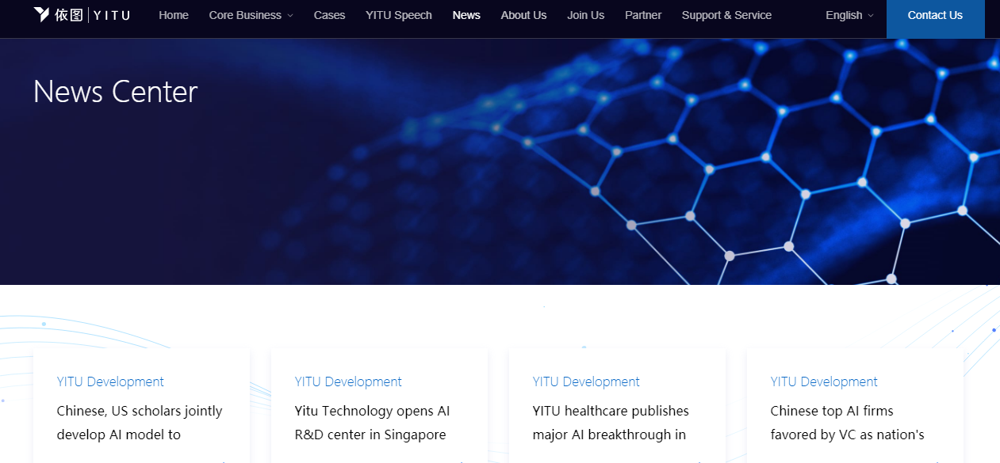 依图 | YITU Home Core Business Cases YITU Speech News About Us Join Us Partner Support & Service English Contact Us
News Center
YITU Development
Chinese, US scholars jointly
develop AI model to
YITU Development
Yitu Technology opens AI
R&D center in Singapore
YITU Development
YITU healthcare publishes
major AI breakthrough in
YITU Development
Chinese top AI firms
favored by VC as nation's